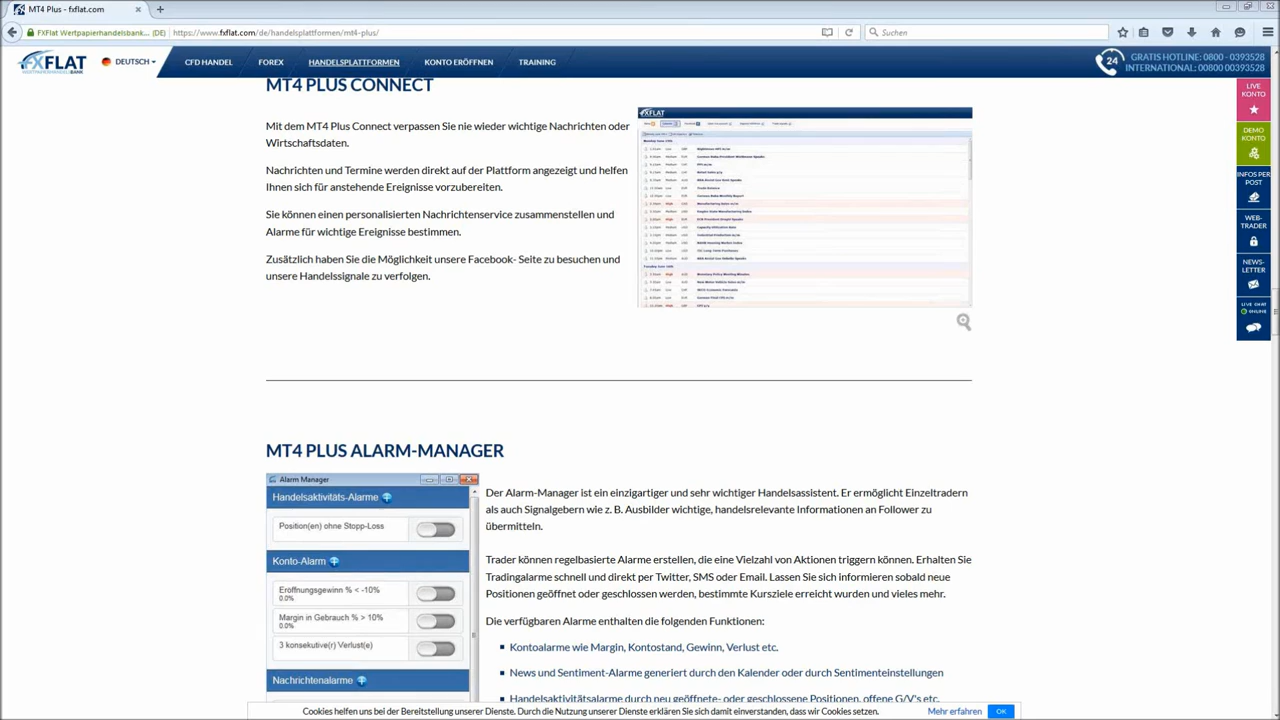 MT4 Plus - fxflat.com
FXFlat Wertpapierhandelsbank... (DE)
https://www.fxflat.com/de/handelsplattformen/mt4-plus/
Suchen
FXFLAT
WERTPAPIERHANDELSBANK
DEUTSCH
CFD HANDEL
FOREX
HANDELSPLATTFORMEN
KONTO ERÖFFNEN
TRAINING
24
GRATIS HOTLINE: 0800 - 0393528
INTERNATIONAL: 00800 00393528
MT4 PLUS CONNECT
Mit dem MT4 Plus Connect verpassen Sie nie wieder wichtige Nachrichten oder
Wirtschaftsdaten.
Nachrichten und Termine werden direkt auf der Plattform angezeigt und helfen
Ihnen sich für anstehende Ereignisse vorzubereiten.
Sie können einen personalisierten Nachrichtenservice zusammenstellen und
Alarme für wichtige Ereignisse bestimmen.
Zusätzlich haben Sie die Möglichkeit unsere Facebook- Seite zu besuchen und
unsere Handelssignale zu verfolgen.
FXFLAT
LIVE
KONTO
DEMO
KONTO
INFOS PER
POST
WEB-
TRADER
NEWS-
LETTER
LIVE CHAT
ONLINE
MT4 PLUS ALARM-MANAGER
Alarm Manager
Handelsaktivitäts-Alarme
Position(en) ohne Stopp-Loss
Konto-Alarm
Eröffnungsgewinn % < -10%
0.0%
Margin in Gebrauch % > 10%
0.0%
3 konsekutive(r) Verlust(e)
Nachrichtenalarme
Der Alarm-Manager ist ein einzigartiger und sehr wichtiger Handelsassistent. Er ermöglicht Einzeltradern
als auch Signalgebern wie z. B. Ausbilder wichtige, handelsrelevante Informationen an Follower zu
übermitteln.
Trader können regelbasierte Alarme erstellen, die eine Vielzahl von Aktionen triggern können. Erhalten Sie
Tradingalarme schnell und direkt per Twitter, SMS oder Email. Lassen Sie sich informieren sobald neue
Positionen geöffnet oder geschlossen werden, bestimmte Kursziele erreicht wurden und vieles mehr.
Die verfügbaren Alarme enthalten die folgenden Funktionen:
Kontoalarme wie Margin, Kontostand, Gewinn, Verlust etc.
News und Sentiment-Alarme generiert durch den Kalender oder durch Sentimenteinstellungen
Handelsaktivitätsalarme durch neu geöffnete- oder geschlossene Positionen, offene G/V's etc.
Cookies helfen uns bei der Bereitstellung unserer Dienste. Durch die Nutzung unserer Dienste erklären Sie sich damit einverstanden, dass wir Cookies setzen.
Mehr erfahren
OK